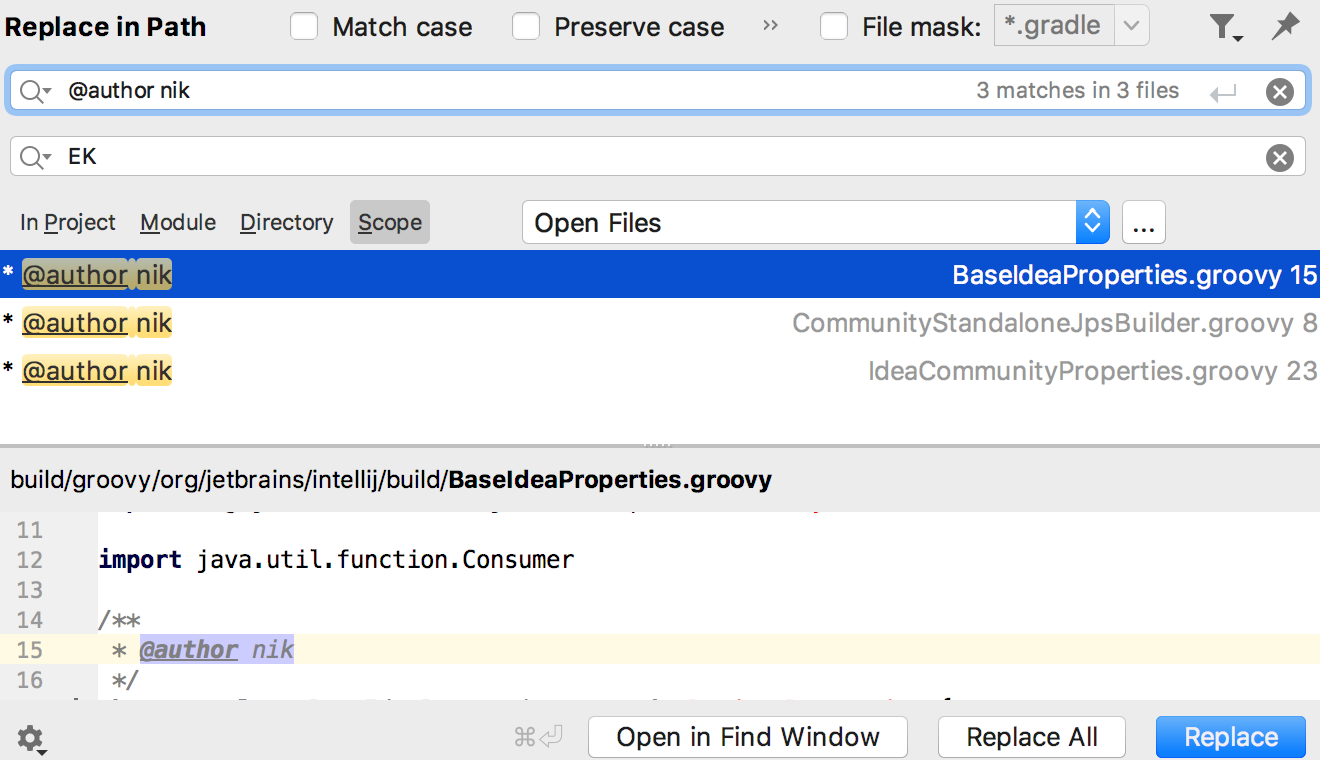 Replace in Path Match case Preserve case >> File mask: *.gradle
@author nik 3 matches in 3 files
EK
In Project Module Directory Scope Open Files ...
* @author nik BaseIdeaProperties.groovy 15
* @author nik CommunityStandaloneJpsBuilder.groovy 8
* @author nik IdeaCommunityProperties.groovy 23
build/groovy/org/jetbrains/intellij/build/BaseIdeaProperties.groovy
11
12 import java.util.function.Consumer
13
14 /**
15 * @author nik
16 */
⌘⏎ Open in Find Window Replace All Replace